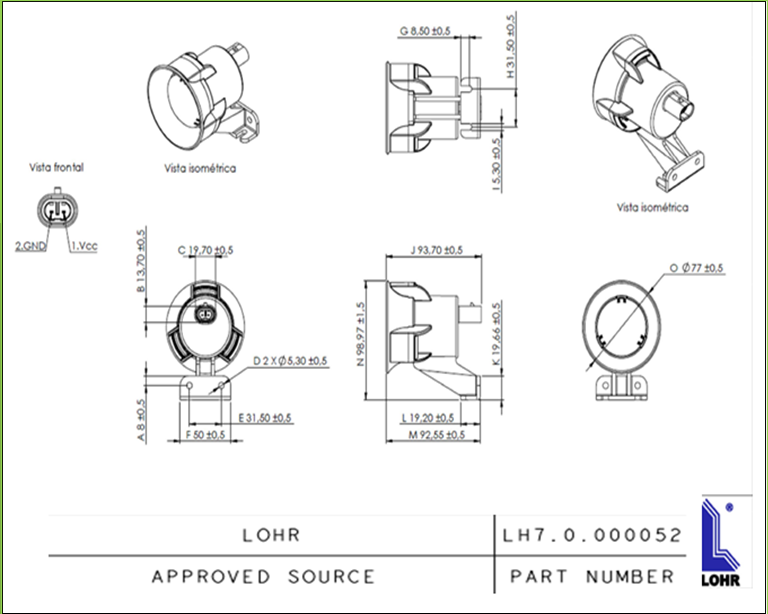 G 8,50 ±0,5
H 31,50 ±0,5
I 5,30 ±0,5
Vista frontal
Vista isométrica
Vista isométrica
2.GND
1.Vcc
B 13,70 ±0,5
C 19,70 ±0,5
J 93,70 ±0,5
O Ø77 ±0,5
N 98,97 ±1,5
K 19,66 ±0,5
D 2 X Ø5,30 ±0,5
A 8 ±0,5
E 31,50 ±0,5
F 50 ±0,5
L 19,20 ±0,5
M 92,55 ±0,5
LOHR
LH7.0.000052
APPROVED SOURCE
PART NUMBER
®
LOHR